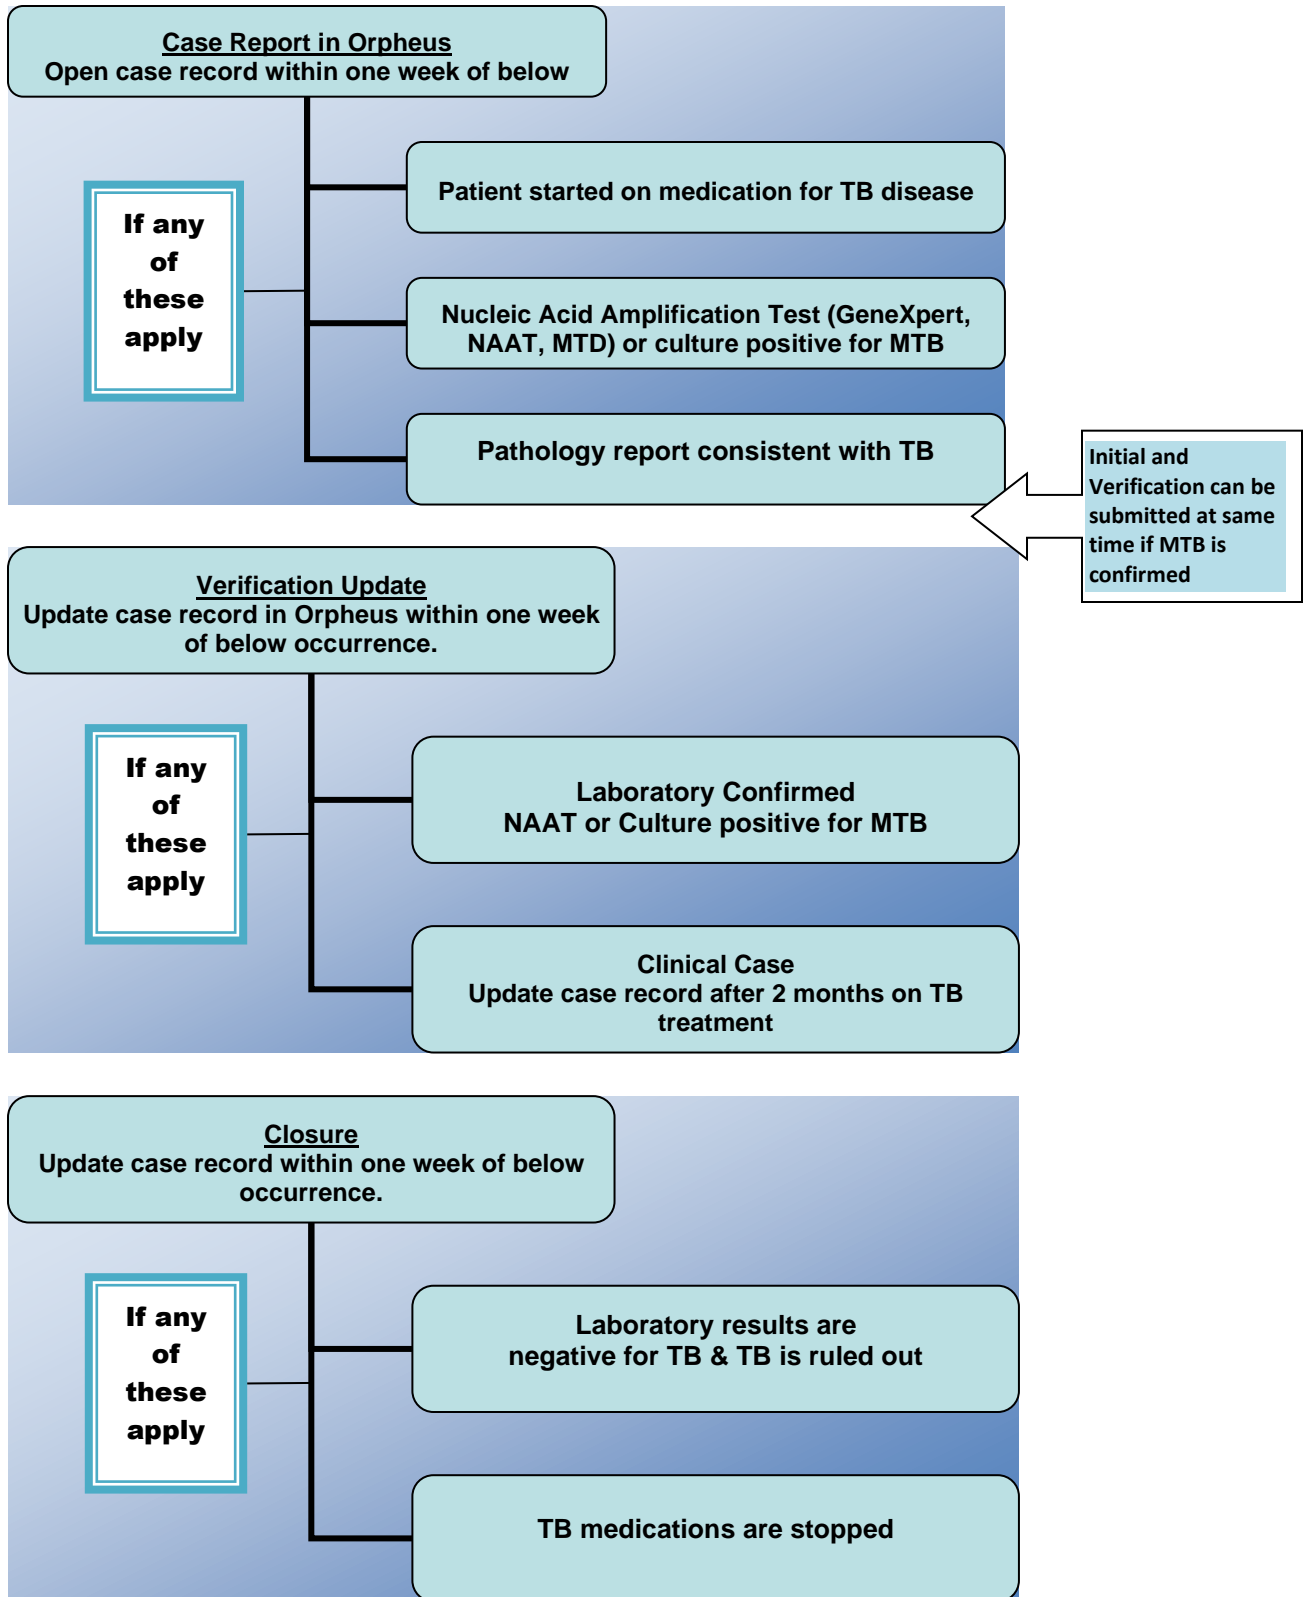 Case Report in Orpheus
Open case record within one week of below
Patient started on medication for TB disease
If any
of
these
apply
Nucleic Acid Amplification Test (GeneXpert,
NAAT, MTD) or culture positive for MTB
Pathology report consistent with TB
Initial and
Verification can be
submitted at same
time if MTB is
confirmed
Verification Update
Update case record in Orpheus within one week
of below occurrence.
If any
of
these
apply
Laboratory Confirmed
NAAT or Culture positive for MTB
Clinical Case
Update case record after 2 months on TB
treatment
Closure
Update case record within one week of below
occurrence.
If any
of
these
apply
Laboratory results are
negative for TB & TB is ruled out
TB medications are stopped